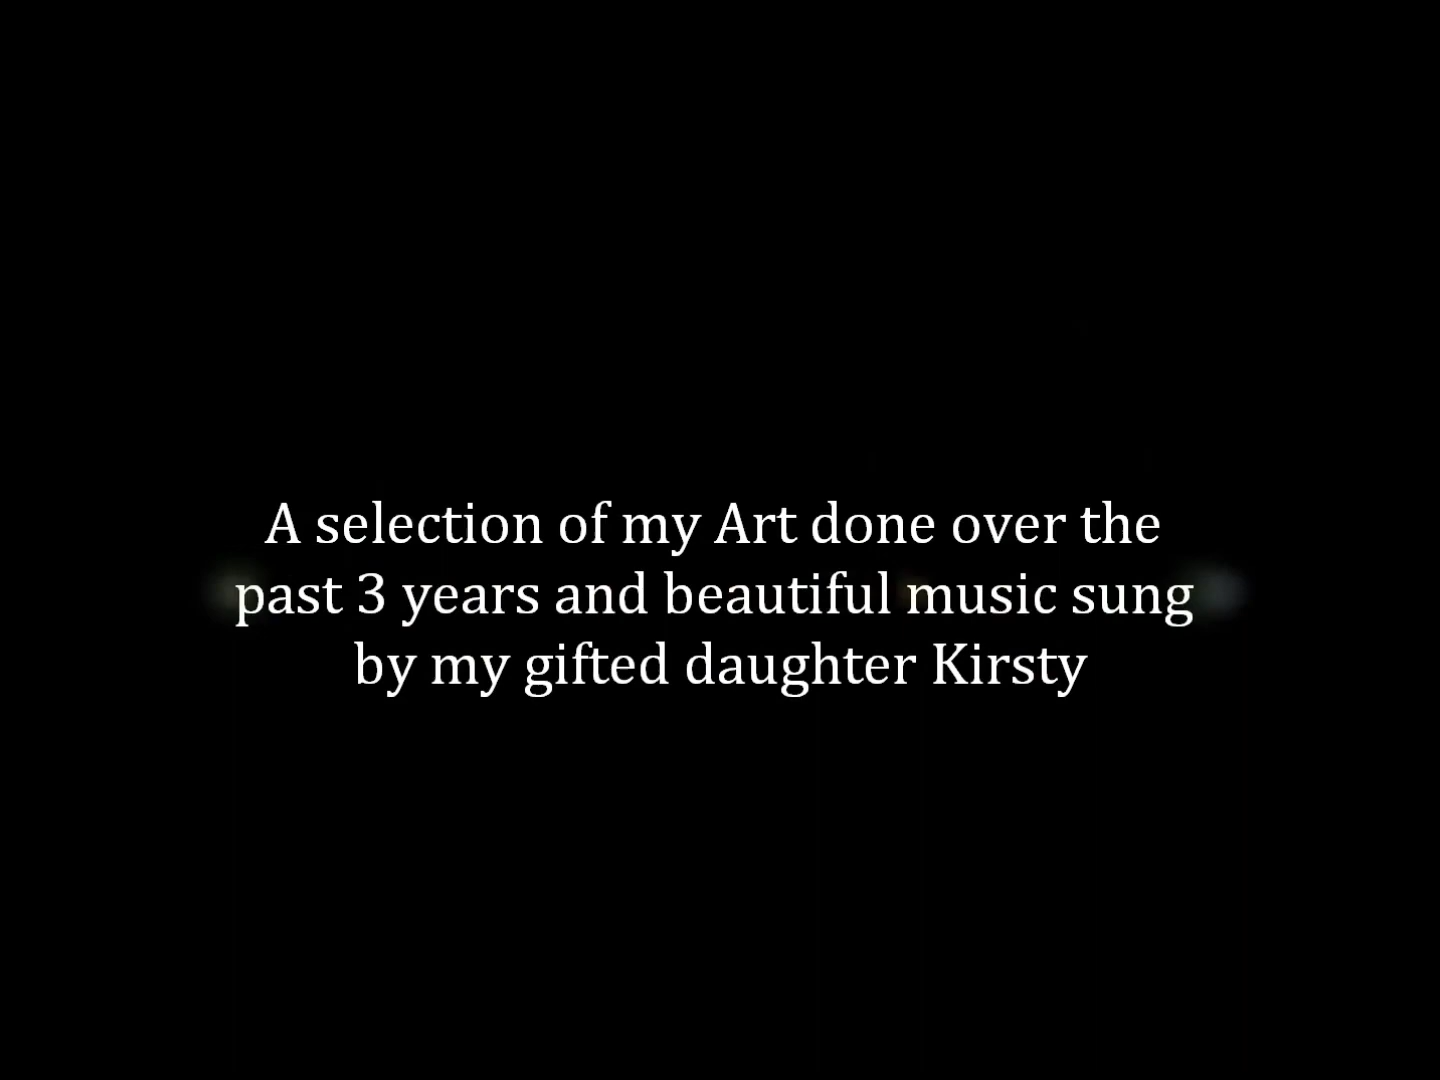 A selection of my Art done over the
past 3 years and beautiful music sung
by my gifted daughter Kirsty